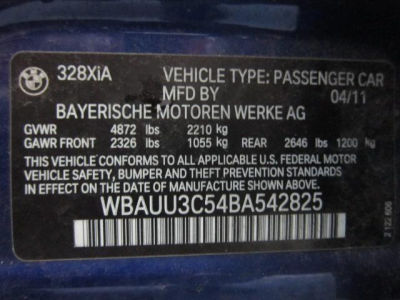 BMW
328XiA VEHICLE TYPE: PASSENGER CAR
MFD BY 04/11
BAYERISCHE MOTOREN WERKE AG
GVWR 4872 lbs 2210 kg
GAWR FRONT 2326 lbs 1055 kg REAR 2646 lbs 1200 kg
THIS VEHICLE CONFORMS TO ALL APPLICABLE U.S. FEDERAL MOTOR
VEHICLE SAFETY, BUMPER AND THEFT PREVENTION STANDARDS
IN EFFECT ON THE DATE OF MANUFACTURE SHOWN ABOVE.
WBAUU3C54BA542825